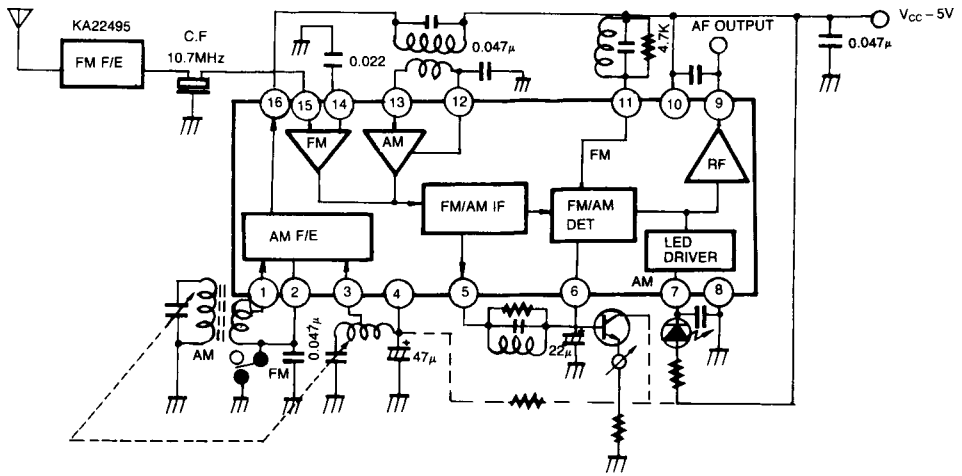 KA22495
FM F/E
C.F
10.7MHz
0.022
0.047μ
4.7K
AF OUTPUT
0.047μ
VCC – 5V
16
15
14
13
12
11
10
9
FM
AM
FM
RF
AM F/E
FM/AM IF
FM/AM
DET
LED
DRIVER
AM
1
2
3
4
5
6
7
8
AM
FM
0.047μ
+
47μ
22μ
+